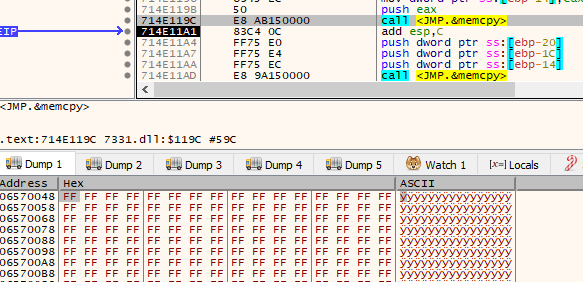 714E119B 50 push eax
714E119C E8 AB150000 call <JMP.&memcpy>
EIP 714E11A1 83C4 0C add esp,C
714E11A4 FF75 E0 push dword ptr ss:[ebp-20]
714E11A7 FF75 E4 push dword ptr ss:[ebp-1C]
714E11AA FF75 EC push dword ptr ss:[ebp-14]
714E11AD E8 9A150000 call <JMP.&memcpy>
<JMP.&memcpy>
.text:714E119C 7331.dll:$119C #59C
Dump 1 Dump 2 Dump 3 Dump 4 Dump 5 Watch 1 [x=] Locals
Address Hex ASCII
06570048 FF FF FF FF FF FF FF FF FF FF FF FF FF FF FF FF ÿÿÿÿÿÿÿÿÿÿÿÿÿÿÿÿ
06570058 FF FF FF FF FF FF FF FF FF FF FF FF FF FF FF FF ÿÿÿÿÿÿÿÿÿÿÿÿÿÿÿÿ
06570068 FF FF FF FF FF FF FF FF FF FF FF FF FF FF FF FF ÿÿÿÿÿÿÿÿÿÿÿÿÿÿÿÿ
06570078 FF FF FF FF FF FF FF FF FF FF FF FF FF FF FF FF ÿÿÿÿÿÿÿÿÿÿÿÿÿÿÿÿ
06570088 FF FF FF FF FF FF FF FF FF FF FF FF FF FF FF FF ÿÿÿÿÿÿÿÿÿÿÿÿÿÿÿÿ
06570098 FF FF FF FF FF FF FF FF FF FF FF FF FF FF FF FF ÿÿÿÿÿÿÿÿÿÿÿÿÿÿÿÿ
065700A8 FF FF FF FF FF FF FF FF FF FF FF FF FF FF FF FF ÿÿÿÿÿÿÿÿÿÿÿÿÿÿÿÿ
065700B8 FF FF FF FF FF FF FF FF FF FF FF FF FF FF FF FF ÿÿÿÿÿÿÿÿÿÿÿÿÿÿÿÿ